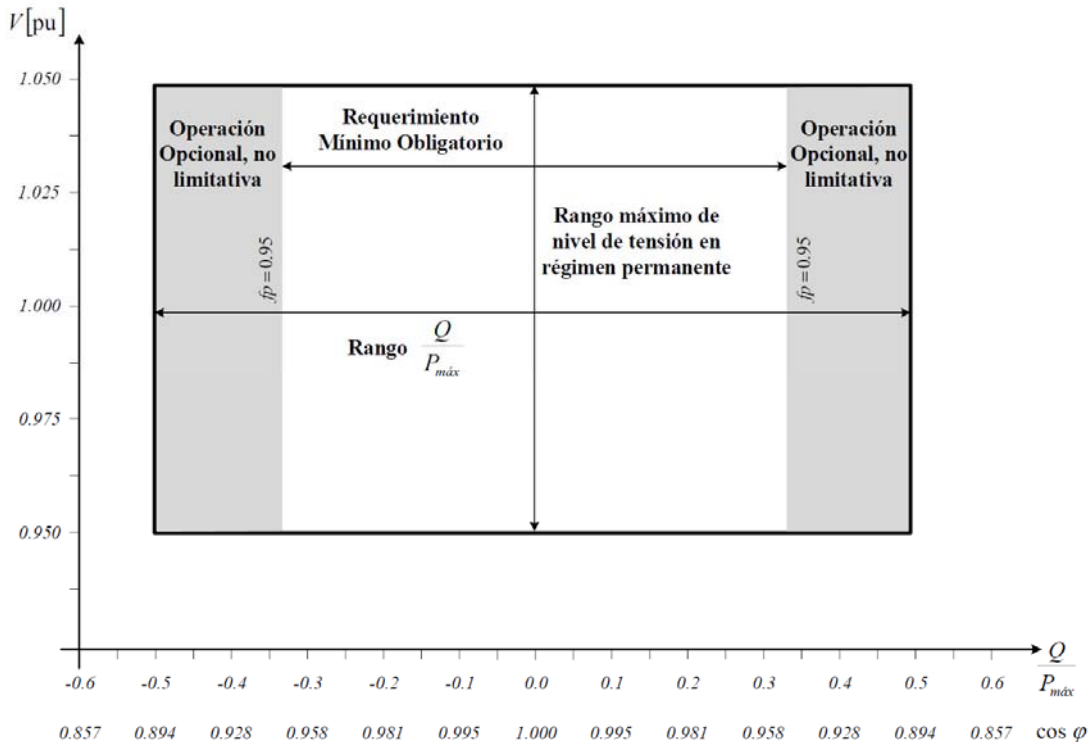 V[pu]
1.050
1.025
1.000
0.975
0.950
Operación
Opcional, no
limitativa
Requerimiento
Mínimo Obligatorio
Operación
Opcional, no
limitativa
Rango máximo de
nivel de tensión en
régimen permanente
fp = 0.95
fp = 0.95
Rango Q/Pmáx
-0.6 -0.5 -0.4 -0.3 -0.2 -0.1 0.0 0.1 0.2 0.3 0.4 0.5 0.6 Q/Pmáx
0.857 0.894 0.928 0.958 0.981 0.995 1.000 0.995 0.981 0.958 0.928 0.894 0.857 cos φ